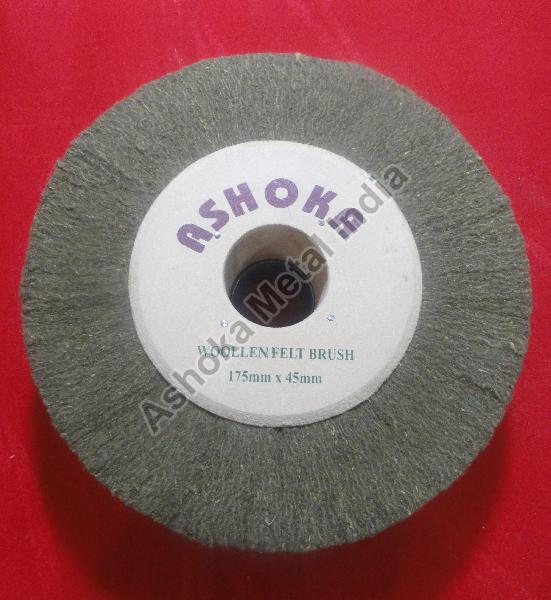 ASHOKA
WOOLLEN FELT BRUSH
175mm x 45mm
Ashoka Metal India